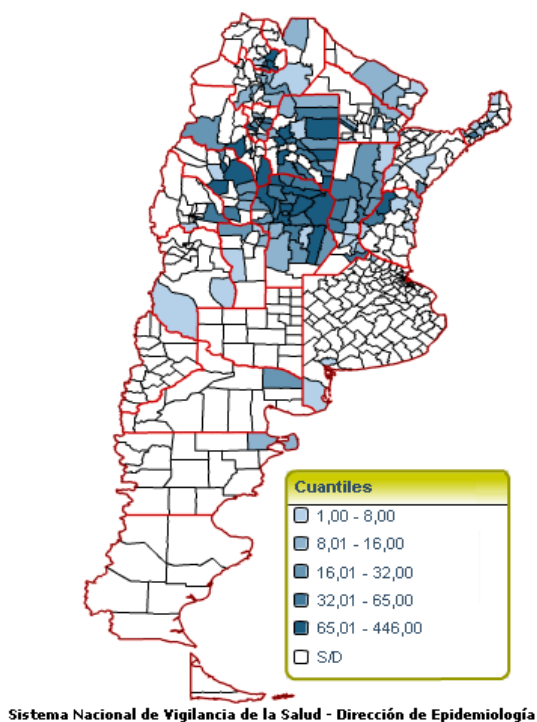 Cuantiles
1,00 - 8,00
8,01 - 16,00
16,01 - 32,00
32,01 - 65,00
65,01 - 446,00
S/D
Sistema Nacional de Vigilancia de la Salud - Dirección de Epidemiología